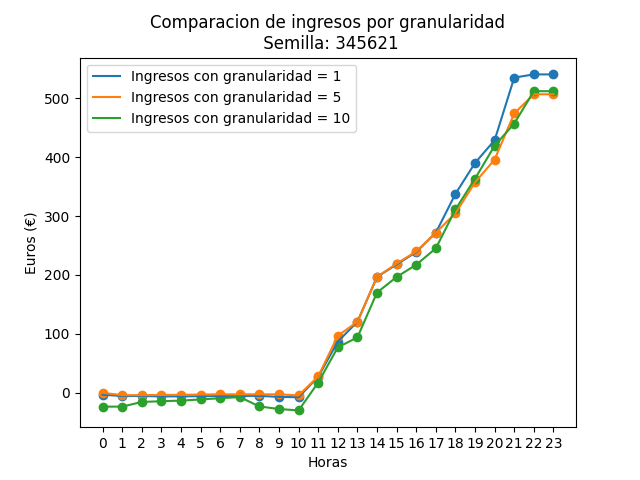 Comparacion de ingresos por granularidad
Semilla: 345621
Ingresos con granularidad = 1
Ingresos con granularidad = 5
Ingresos con granularidad = 10
Euros (€)
500
400
300
200
100
0
0 1 2 3 4 5 6 7 8 9 10 11 12 13 14 15 16 17 18 19 20 21 22 23
Horas